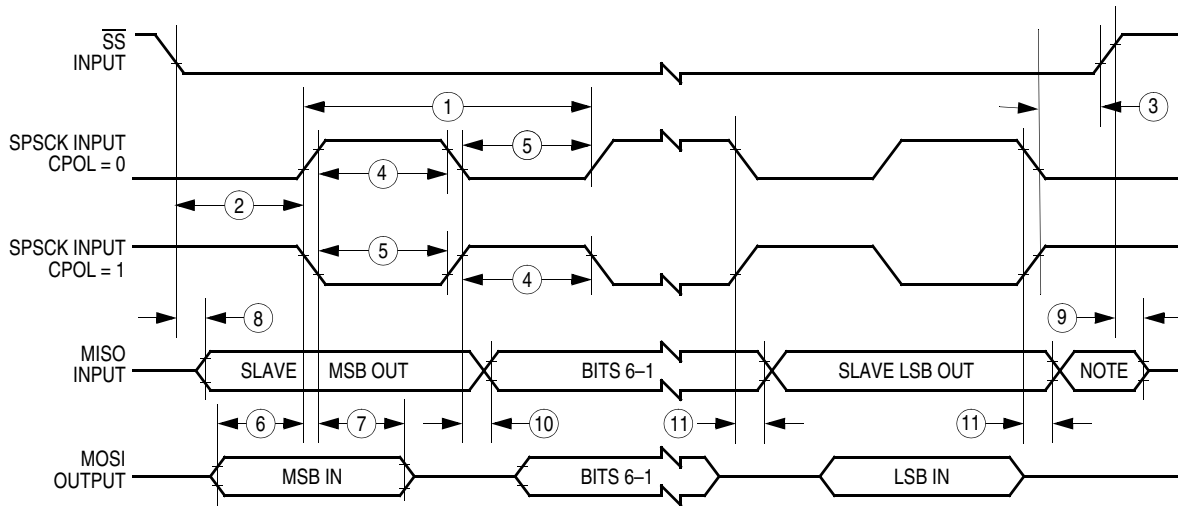 SS
INPUT
1
3
SPSCK INPUT
CPOL = 0
5
4
2
SPSCK INPUT
CPOL = 1
5
4
8
9
MISO
INPUT
SLAVE MSB OUT
BITS 6–1
SLAVE LSB OUT
NOTE
6
7
10
11
11
MOSI
OUTPUT
MSB IN
BITS 6–1
LSB IN